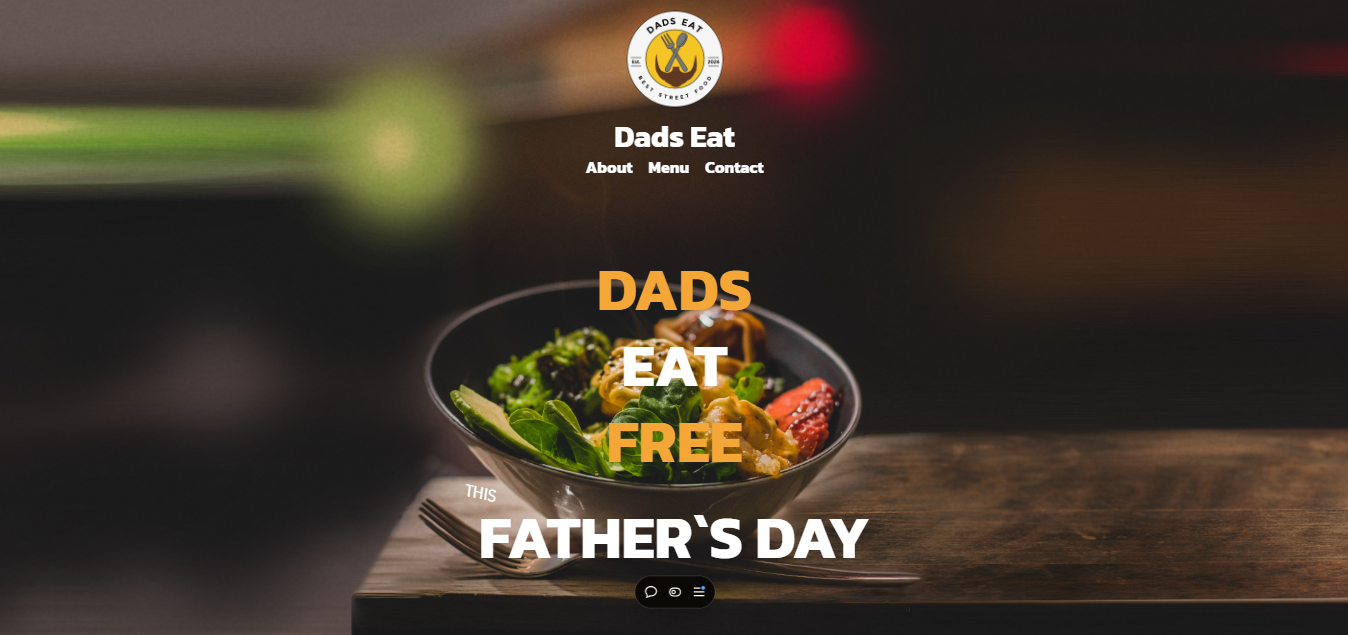 DADS EAT
Est. 2024
BEST STREET FOOD
Dads Eat
About Menu Contact
DADS
EAT
FREE
THIS
FATHER`S DAY